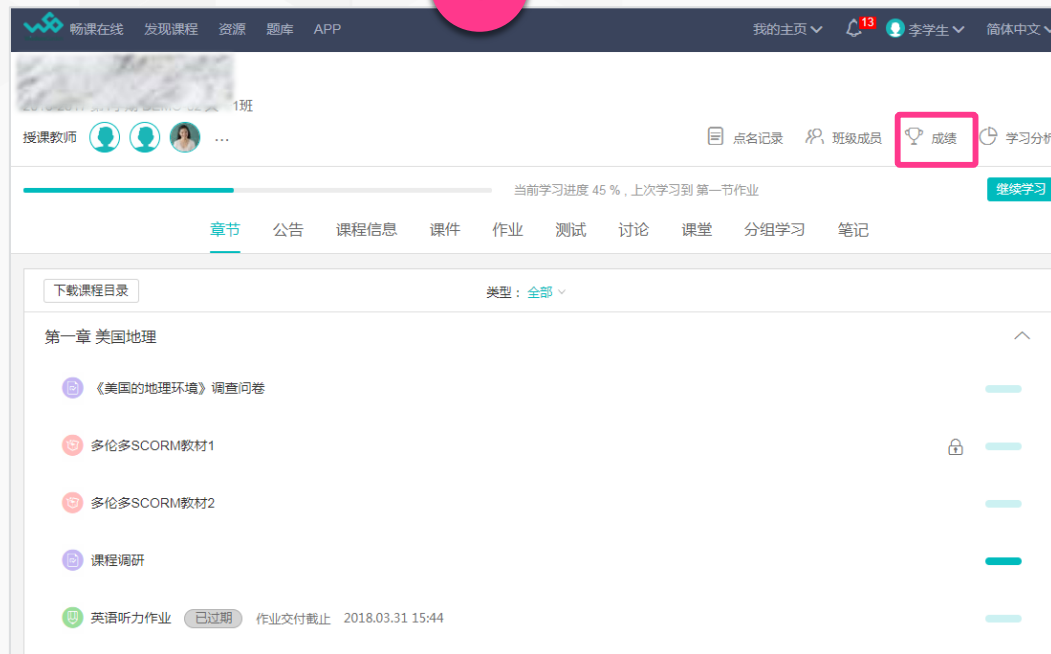 畅课在线 发现课程 资源 题库 APP 我的主页 13 李学生 简体中文
1班
授课教师 ... 点名记录 班级成员 成绩 学习分析
当前学习进度 45 % , 上次学习到 第一节作业 继续学习
章节 公告 课程信息 课件 作业 测试 讨论 课堂 分组学习 笔记
下载课程目录 类型 : 全部
第一章 美国地理
《美国的地理环境》调查问卷
多伦多SCORM教材1
多伦多SCORM教材2
课程调研
英语听力作业 已过期 作业交付截止 2018.03.31 15:44